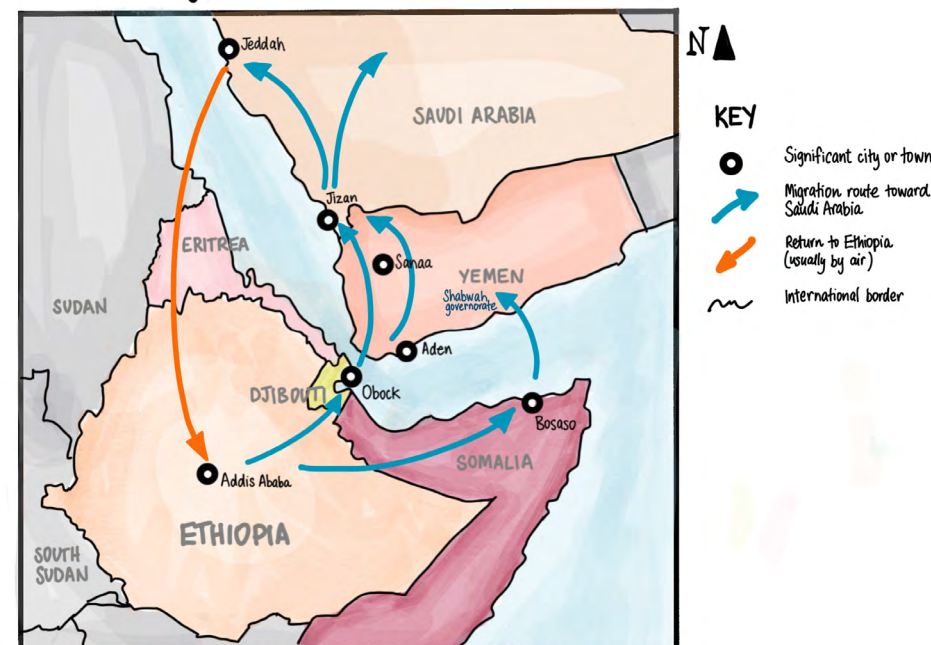 Jeddah
SAUDI ARABIA
Jizan
ERITREA
Sanaa
YEMEN
Shabwah
governorate
SUDAN
Aden
DJIBOUTI
Obock
Bosaso
SOMALIA
Addis Ababa
ETHIOPIA
SOUTH
SUDAN
N
KEY
Significant city or town
Migration route toward
Saudi Arabia
Return to Ethiopia
(usually by air)
International border